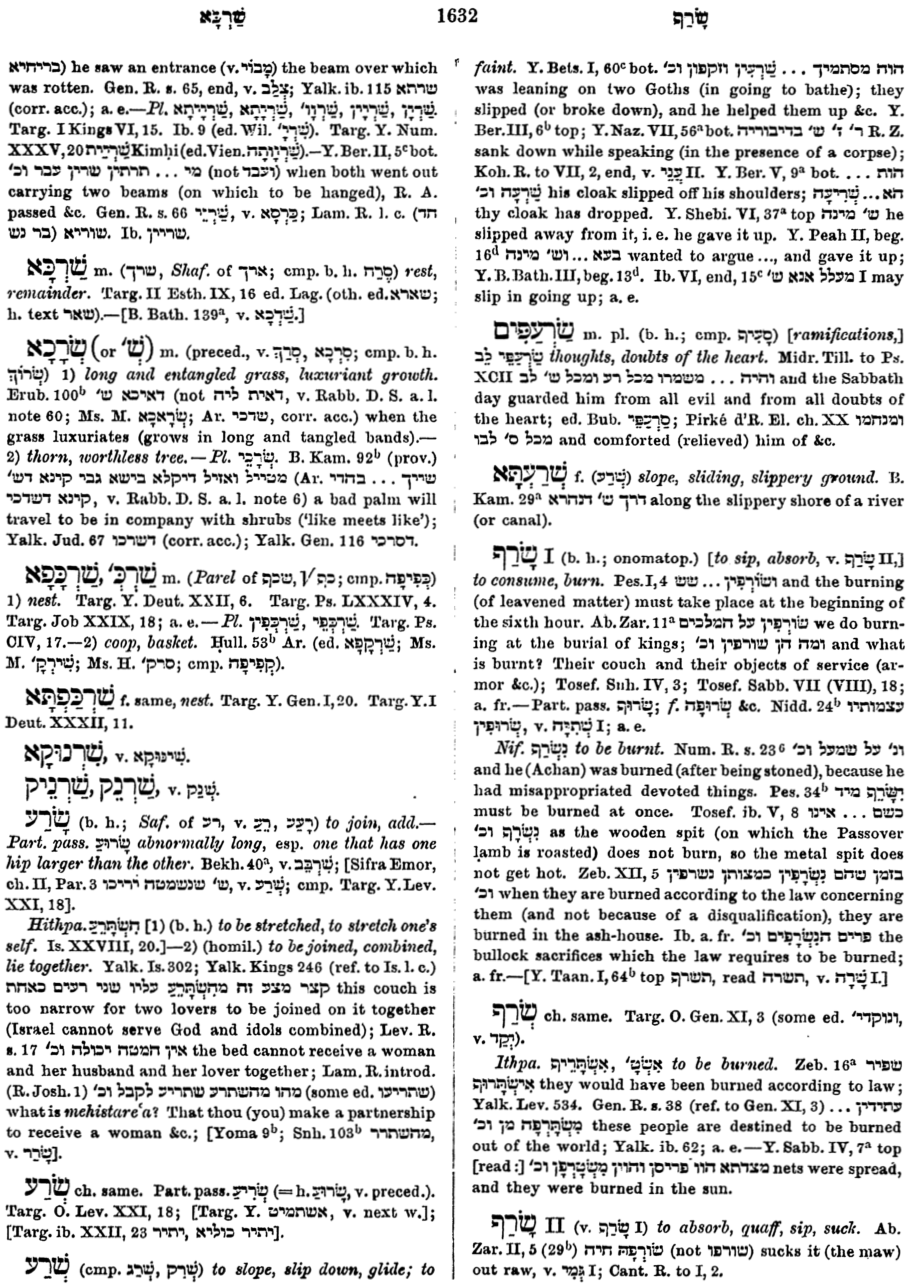 שַׁרְגָּא 1632 שָׂרַף
בריחיא) he saw an entrance (v. מָבוֹי) the beam over which
was rotten. Gen. R. s. 65, end, v. צְלַב; Yalk. ib. 115 שורתא
(corr. acc.); a. e.—Pl.
Targ. I Kings VI, 15. Ib. 9 (ed. Wil. שָׁרֵי'). Targ. Y. Num.
XXXV, 20 Kimḥi (ed. Vien.).—Y. Ber. II, 5ᶜ bot.
מי ... תרתין שריין עבר וכ' (not ועבד) when both went out
carrying two beams (on which to be hanged), R. A.
passed &c. Gen. R. s. 66 שָׁרְיֵי, v. כַּרְסָא; Lam. R. l. c. (חד
בר נש) שוריא. Ib. שריין.
שַׁרְכָּא m. (שרך, Shaf. of ארך; cmp. b. h. סֶרַח) rest,
remainder. Targ. II Esth. IX, 16 ed. Lag. (oth. ed. שארא;
h. text שאר).—[B. Bath. 139ᵃ, v. שַׁדְכָּא.]
שְׂרָכָא (or שְׁ') m. (preced., v. סְרַךְ, סִרְכָא; cmp. b. h.
שְׂרוֹךְ) 1) long and entangled grass, luxuriant growth.
Erub. 100ᵇ דאיכא ש' (not דאית ליה, v. Rabb. D. S. a. l.
note 60; Ms. M. שְׂרָאכָא; Ar. שדכי, corr. acc.) when the
grass luxuriates (grows in long and tangled bands).—
2) thorn, worthless tree.—Pl. שְׂרָכֵי. B. Kam. 92ᵇ (prov.)
מטייל ואזיל דיקלא בישא גבי קינא דש' (Ar. שייך ... בהדי
קינא דשדכי, v. Rabb. D. S. a. l. note 6) a bad palm will
travel to be in company with shrubs ('like meets like');
Yalk. Jud. 67 דשרכו (corr. acc.); Yalk. Gen. 116 דסרכי.
שַׁרְכְּפָא, שַׁרְכּ' m. (Parel of שכף, √כף; cmp. כְּפִיפָה)
1) nest. Targ. Y. Deut. XXII, 6. Targ. Ps. LXXXIV, 4.
Targ. Job XXIX, 18; a. e.—Pl. שַׁרְכְּפִין, שַׁרְכְּפֵי. Targ. Ps.
CIV, 17.—2) coop, basket. Ḥull. 53ᵇ Ar. (ed. שְׁרָקְפָא; Ms.
M. שִׁירָק'; Ms. H. סרק'; cmp. קְפִיפָה).
שַׁרְכַּפְתָּא f. same, nest. Targ. Y. Gen. I, 20. Targ. Y. I
Deut. XXXII, 11.
שִׁרְנוּקָא, v. שִׁינּוּקָא.
שַׁרְנֵק, שַׁרְנֵיק, v. שְׁנַק.
שָׂרַע (b. h.; Saf. of רע, v. רֵעַ, רָעַע) to join, add.—
Part. pass. שָׂרוּעַ abnormally long, esp. one that has one
hip larger than the other. Bekh. 40ᵃ, v. שַׁרְבֵּב; [Sifra Emor,
ch. II, Par. 3 ש' שנשמטה יריכו, v. שְׁרַע; cmp. Targ. Y. Lev.
XXI, 18].
Hithpa. הִשְׂתָּרֵעַ [1) (b. h.) to be stretched, to stretch one's
self. Is. XXVIII, 20.]—2) (homil.) to be joined, combined,
lie together. Yalk. Is. 302; Yalk. Kings 246 (ref. to Is. l. c.)
קצר מצע זה מֵהִשְׂתָּרֵעַ עליו שני רעים כאחת this couch is
too narrow for two lovers to be joined on it together
(Israel cannot serve God and idols combined); Lev. R.
s. 17 אין המטה יכולה וכ' the bed cannot receive a woman
and her husband and her lover together; Lam. R. introd.
(R. Josh. 1) מהו מהשתרע שתריע לקבל וכ' (some ed. שתרייעו)
what is mehistare'a? That thou (you) make a partnership
to receive a woman &c.; [Yoma 9ᵇ; Snh. 103ᵇ מהשתרר,
v. שָׂרַר].
שְׂרַע ch. same. Part. pass. שְׂרִיעַ (= h. שָׂרוּעַ, v. preced.).
Targ. O. Lev. XXI, 18; [Targ. Y. אשתמיט, v. next w.];
[Targ. ib. XXII, 23 יתיר כוליא, יתיר].
שְׁרַע (cmp. שְׁרַג, שְׁרַק) to slope, slip down, glide; to
faint. Y. Bets. I, 60ᶜ bot. הוה מסתמיך ... שַׁרְעִין וזקפון וכ'
was leaning on two Goths (in going to bathe); they
slipped (or broke down), and he helped them up &c. Y.
Ber. III, 6ᵇ top; Y. Naz. VII, 56ᵃ bot. ר' ז' ש' בדיבוריה R. Z.
sank down while speaking (in the presence of a corpse);
Koh. R. to VII, 2, end, v. עֲנֵי II. Y. Ber. V, 9ᵃ bot. הות ...
שְׁרֵעָה וכ' his cloak slipped off his shoulders; הא...שְׁרִיעָה
thy cloak has dropped. Y. Shebi. VI, 37ᵃ top ש' מינה he
slipped away from it, i. e. he gave it up. Y. Peah II, beg.
16ᵈ בעא ...וש' מינה wanted to argue ..., and gave it up;
Y. B. Bath. III, beg. 13ᵈ. Ib. VI, end, 15ᶜ מעלל אנא ש' I may
slip in going up; a. e.
שַׂרְעַפִּים m. pl. (b. h.; cmp. סְעִיף) [ramifications,]
שַׂרְעַפֵּי לֵב thoughts, doubts of the heart. Midr. Till. to Ps.
XCII והיה ... משמרו מכל רע ומכל ש' לב and the Sabbath
day guarded him from all evil and from all doubts of
the heart; ed. Bub. סַרְעַפֵּי; Pirké d'R. El. ch. XX ומנחמו
מכל ס' לבו and comforted (relieved) him of &c.
שְׁרַעְתָּא f. (שְׁרַע) slope, sliding, slippery ground. B.
Kam. 29ᵃ דרך ש' דנהרא along the slippery shore of a river
(or canal).
שָׂרַף I (b. h.; onomatop.) [to sip, absorb, v. שָׂרַף II,]
to consume, burn. Pes. I, 4 ושׂוֹרְפִין ... שש and the burning
(of leavened matter) must take place at the beginning of
the sixth hour. Ab. Zar. 11ᵃ שׂוֹרְפִין על המלכים we do burn-
ing at the burial of kings; ומה הן שורפין וכ' and what
is burnt? Their couch and their objects of service (ar-
mor &c.); Tosef. Snh. IV, 3; Tosef. Sabb. VII (VIII), 18;
a. fr.—Part. pass. שָׂרוּף; f. שְׂרוּפָה &c. Nidd. 24ᵇ עצמותיו
שְׂרוּפִין, v. שְׁתִיָּה I; a. e.
Nif. נִשְׂרַף to be burnt. Num. R. s. 23⁶ ונ' על שמעל וכ'
and he (Achan) was burned (after being stoned), because he
had misappropriated devoted things. Pes. 34ᵇ יִשָּׂרֵף מיד
must be burned at once. Tosef. ib. V, 8 כשם ... אינו
נִשְׂרָף וכ' as the wooden spit (on which the Passover
lamb is roasted) does not burn, so the metal spit does
not get hot. Zeb. XII, 5 בזמן שהם נִשְׂרָפִין כמצותן נשרפין
וכ' when they are burned according to the law concerning
them (and not because of a disqualification), they are
burned in the ash-house. Ib. a. fr. פרים הַנִּשְׂרָפִים וכ' the
bullock sacrifices which the law requires to be burned;
a. fr.—[Y. Taan. I, 64ᵇ top תשרף, read תשרה, v. שָׁרָה I.]
שְׂרַף ch. same. Targ. O. Gen. XI, 3 (some ed. ונוקדי',
v. יְקַד).
Ithpa. אִשְׂתָּרֵיף, אִשְׂטְ' to be burned. Zeb. 16ᵃ שפיר
אִישְׂתָּרוּף they would have been burned according to law;
Yalk. Lev. 534. Gen. R. s. 38 (ref. to Gen. XI, 3) עתידין ...
מִשְׂתָּרְפָה מן וכ' these people are destined to be burned
out of the world; Yalk. ib. 62; a. e.—Y. Sabb. IV, 7ᵃ top
[read:] מצדתא הוו פריסן והוין מִשְׂטָרְפָן וכ' nets were spread,
and they were burned in the sun.
שָׂרַף II (v. שָׂרַף I) to absorb, quaff, sip, suck. Ab.
Zar. II, 5 (29ᵇ) שׂוֹרְפָהּ חיה (not שורפו) sucks it (the maw)
out raw, v. גְּמֵי I; Cant. R. to I, 2.